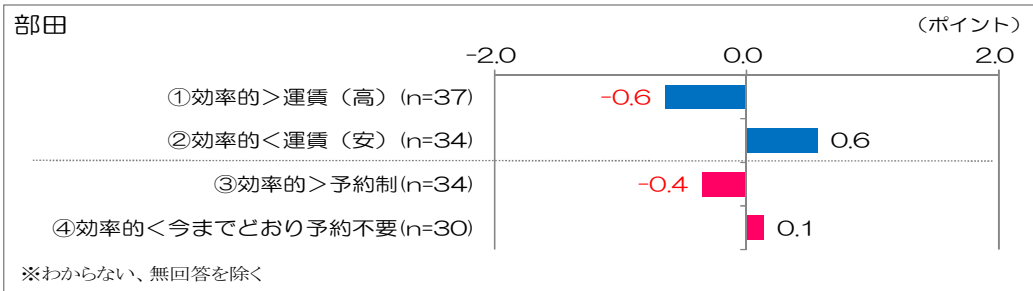 部田
（ポイント）
-2.0 0.0 2.0
①効率的＞運賃（高）(n=37) -0.6
②効率的＜運賃（安）(n=34) 0.6
③効率的＞予約制(n=34) -0.4
④効率的＜今までどおり予約不要(n=30) 0.1
※わからない、無回答を除く